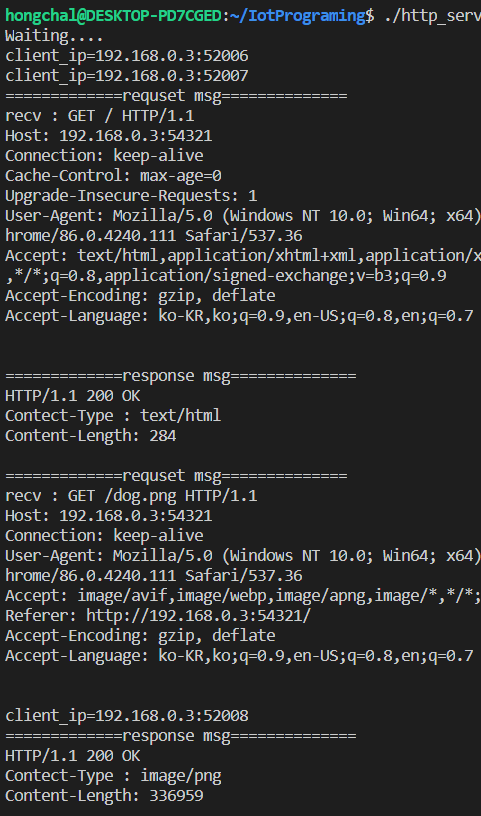 hongchal@DESKTOP-PD7CGED:~/IotPrograming$ ./http_serv
Waiting....
client_ip=192.168.0.3:52006
client_ip=192.168.0.3:52007
=============requset msg=============
recv : GET / HTTP/1.1
Host: 192.168.0.3:54321
Connection: keep-alive
Cache-Control: max-age=0
Upgrade-Insecure-Requests: 1
User-Agent: Mozilla/5.0 (Windows NT 10.0; Win64; x64)
hrome/86.0.4240.111 Safari/537.36
Accept: text/html,application/xhtml+xml,application/x
,*/*;q=0.8,application/signed-exchange;v=b3;q=0.9
Accept-Encoding: gzip, deflate
Accept-Language: ko-KR,ko;q=0.9,en-US;q=0.8,en;q=0.7
=============response msg=============
HTTP/1.1 200 OK
Contect-Type : text/html
Content-Length: 284
=============requset msg=============
recv : GET /dog.png HTTP/1.1
Host: 192.168.0.3:54321
Connection: keep-alive
User-Agent: Mozilla/5.0 (Windows NT 10.0; Win64; x64)
hrome/86.0.4240.111 Safari/537.36
Accept: image/avif,image/webp,image/apng,image/*,*/*;
Referer: http://192.168.0.3:54321/
Accept-Encoding: gzip, deflate
Accept-Language: ko-KR,ko;q=0.9,en-US;q=0.8,en;q=0.7
client_ip=192.168.0.3:52008
=============response msg=============
HTTP/1.1 200 OK
Contect-Type : image/png
Content-Length: 336959